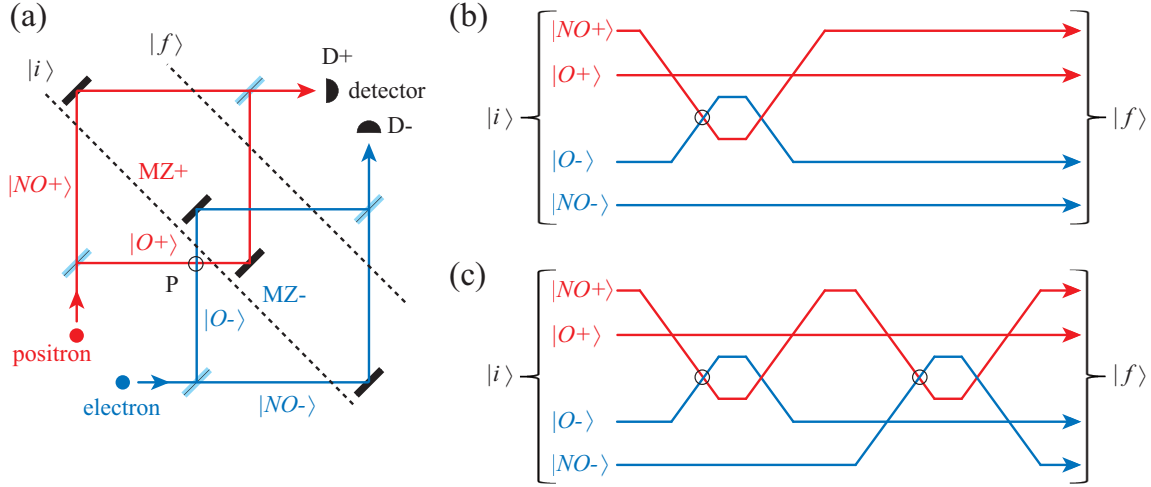 (a)
|i⟩
|f⟩
D+
detector
D-
MZ+
|NO+⟩
|O+⟩
P
MZ-
|O-⟩
positron
electron
|NO-⟩
(b)
|NO+⟩
|O+⟩
|i⟩
|f⟩
|O-⟩
|NO-⟩
(c)
|NO+⟩
|O+⟩
|i⟩
|f⟩
|O-⟩
|NO-⟩